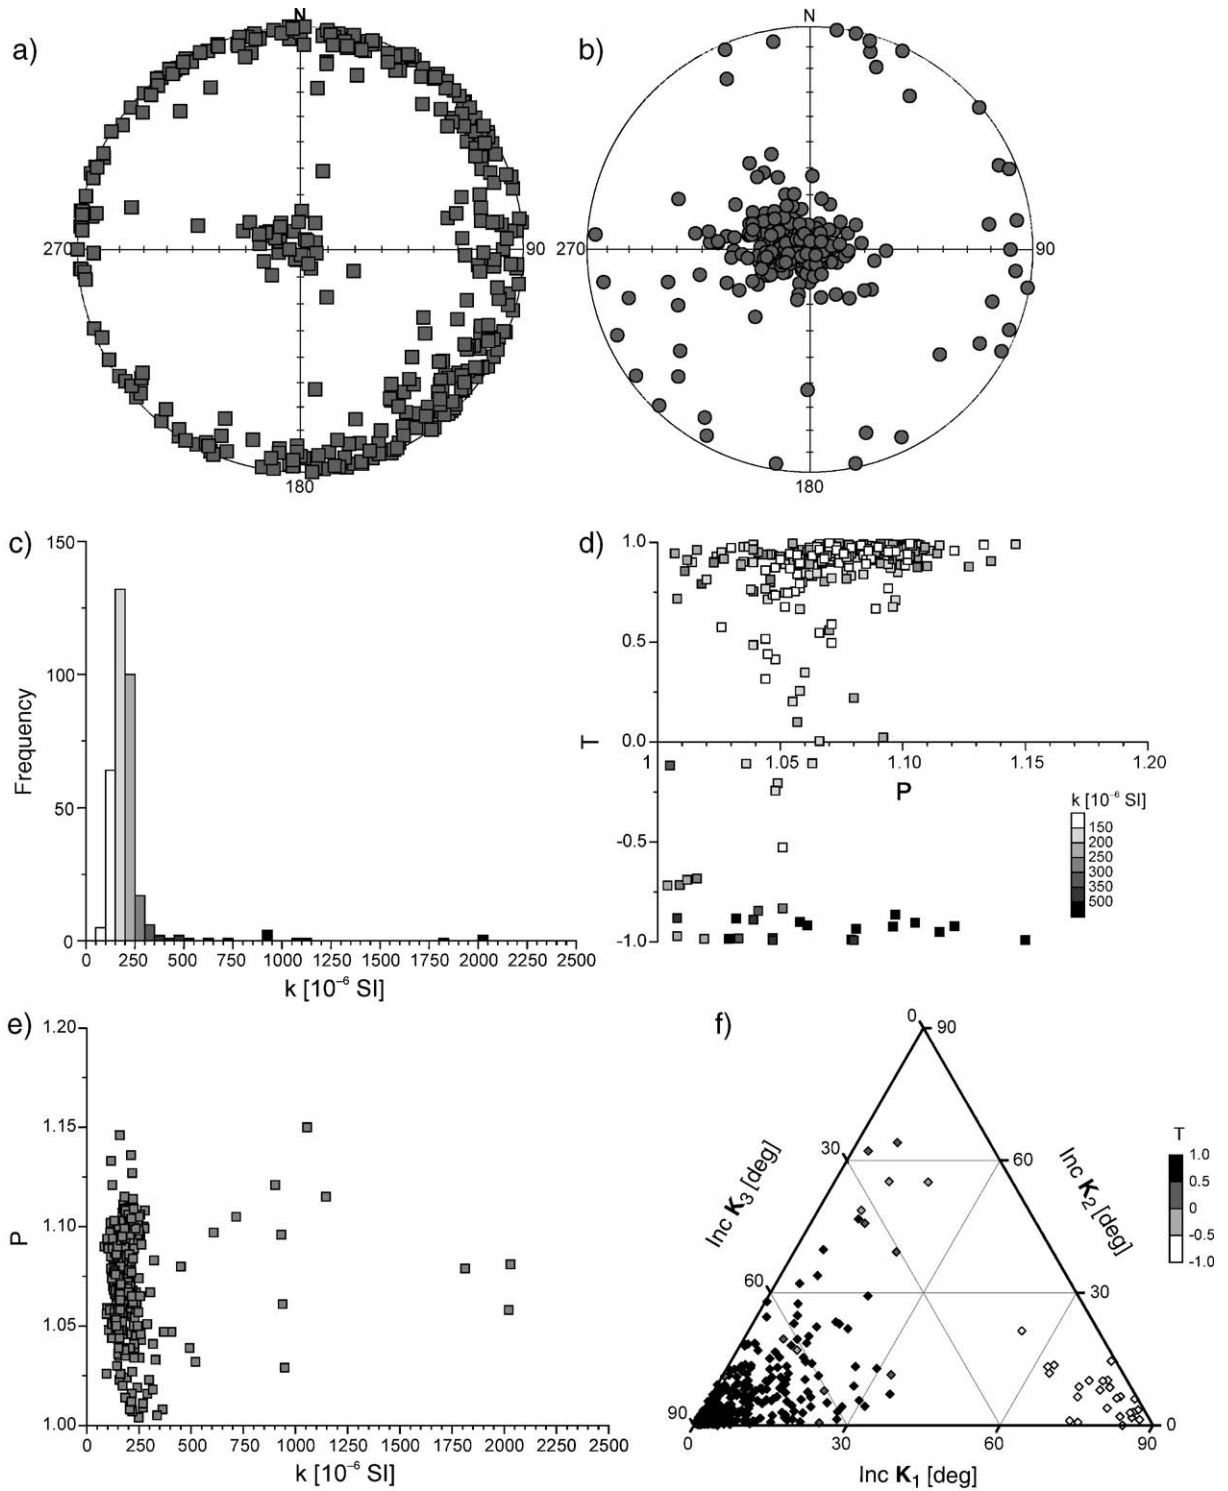 a)
N
270
90
180
b)
N
270
90
180
c)
150
100
50
0
Frequency
0 250 500 750 1000 1250 1500 1750 2000 2250 2500
k [10⁻⁶ SI]
d)
1.0
0.5
0.0
-0.5
-1.0
T
1 1.05 1.10 1.15 1.20
P
k [10⁻⁶ SI]
150
200
250
300
350
500
e)
1.20
1.15
1.10
1.05
1.00
P
0 250 500 750 1000 1250 1500 1750 2000 2250 2500
k [10⁻⁶ SI]
f)
0 90
30 60
60 30
90 0
0 30 60 90
Inc K₃ [deg]
Inc K₂ [deg]
Inc K₁ [deg]
T
1.0
0.5
0
-0.5
-1.0